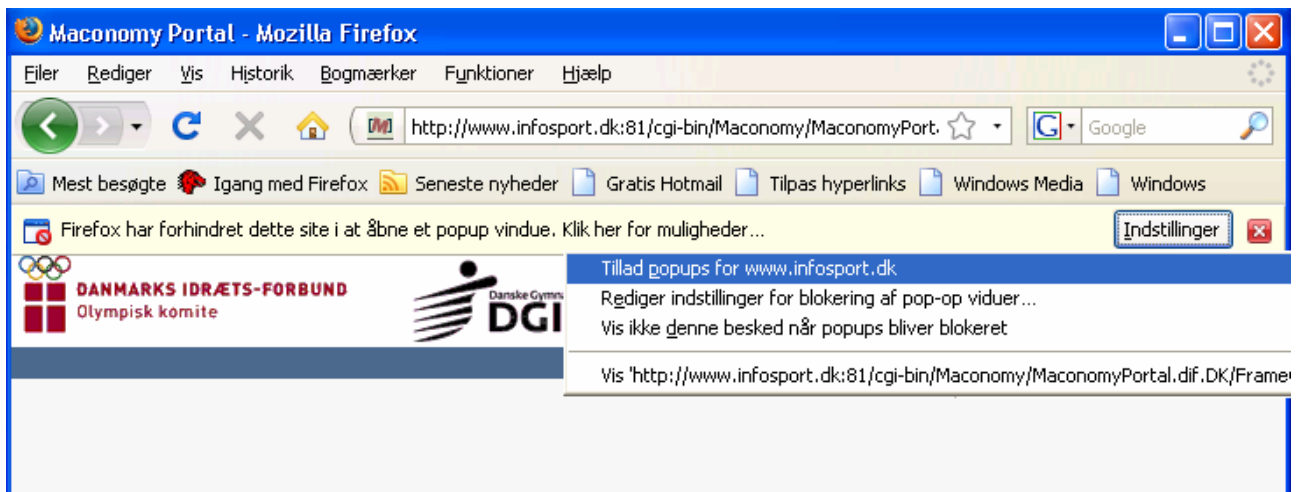 Maconomy Portal - Mozilla Firefox
Filer Rediger Vis Historik Bogmærker Funktioner Hjælp
http://www.infosport.dk:81/cgi-bin/Maconomy/MaconomyPort. G Google
Mest besøgte Igang med Firefox Seneste nyheder Gratis Hotmail Tilpas hyperlinks Windows Media Windows
Firefox har forhindret dette site i at åbne et popup vindue. Klik her for muligheder... Indstillinger
DANMARKS IDRÆTS-FORBUND
Olympisk komite
Danske Gymn
DGI
Tillad popups for www.infosport.dk
Rediger indstillinger for blokering af pop-op viduer...
Vis ikke denne besked når popups bliver blokeret
Vis 'http://www.infosport.dk:81/cgi-bin/Maconomy/MaconomyPortal.dif.DK/Frame